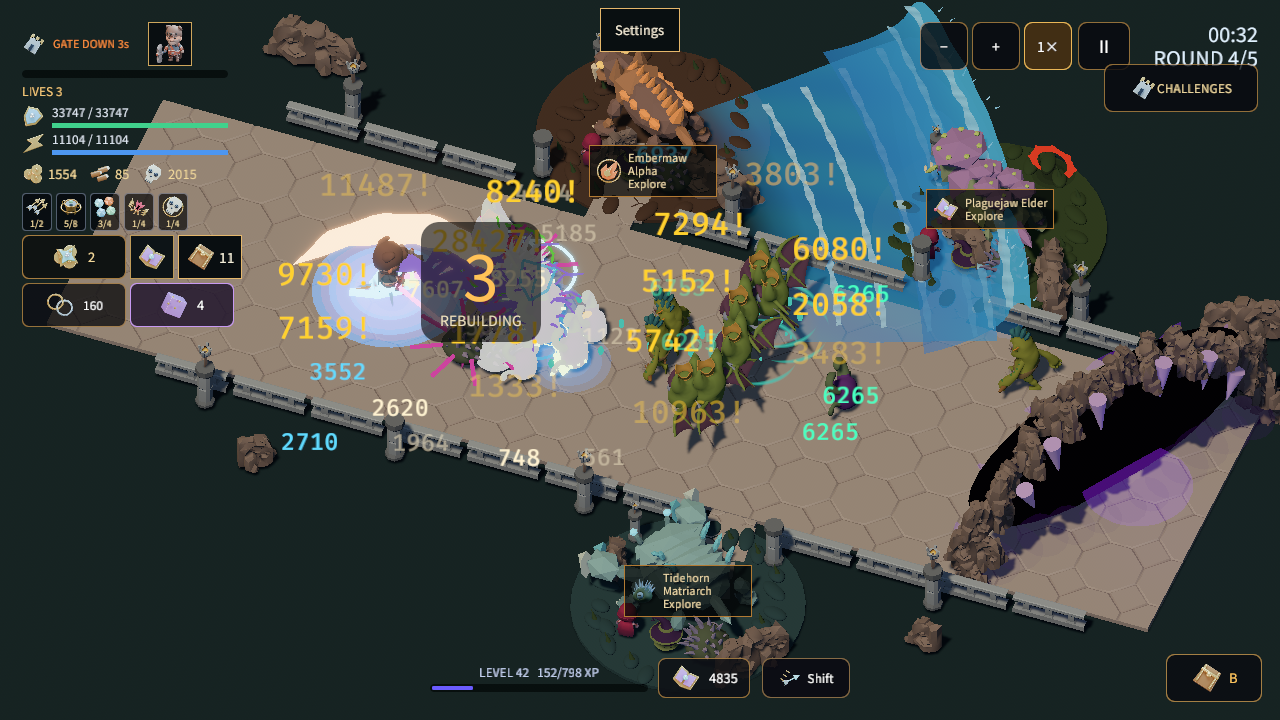 GATE DOWN 3s
Settings
−
+
1×
00:32
ROUND 4/5
CHALLENGES
LIVES 3
33747 / 33747
11104 / 11104
1554
85
2015
1/2
5/8
3/4
1/4
1/4
2
11
160
4
Embermaw
Alpha
Explore
Plaguejaw Elder
Explore
11487!
8240!
3803!
7294!
5185
28427
6080!
9730!
5152!
6265
2058!
7159!
5742!
3483!
3
REBUILDING
3552
1333!
6265
2620
10963!
6265
2710
1964
748
561
Tidehorn
Matriarch
Explore
LEVEL 42 152/798 XP
4835
Shift
B